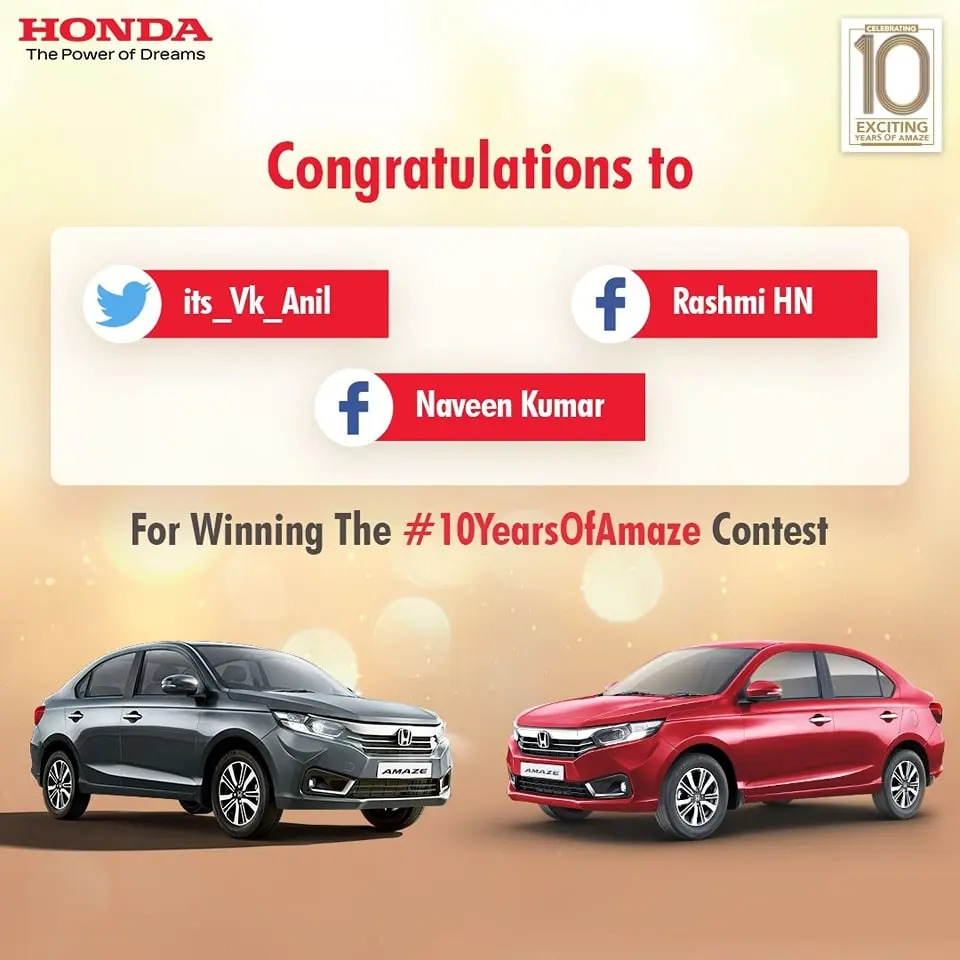 HONDA
The Power of Dreams
CELEBRATING
10
EXCITING
YEARS OF AMAZE
Congratulations to
its_Vk_Anil
Rashmi HN
Naveen Kumar
For Winning The #10YearsOfAmaze Contest
AMAZE
AMAZE